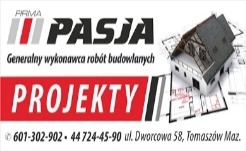 FIRMA
PASJA
Generalny wykonawca robót budowlanych
PROJEKTY
601-302-902 • 44 724-45-90 ul. Dworcowa 58, Tomaszów Maz.